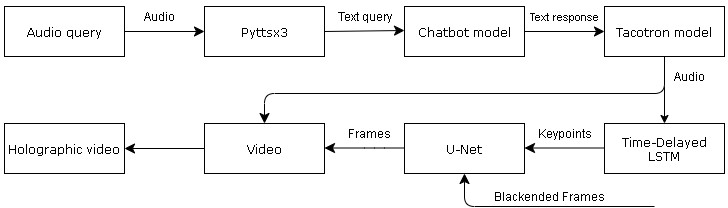 Audio query
Audio
Pyttsx3
Text query
Chatbot model
Text response
Tacotron model
Audio
Holographic video
Video
Frames
U-Net
Keypoints
Time-Delayed
LSTM
Blackended Frames